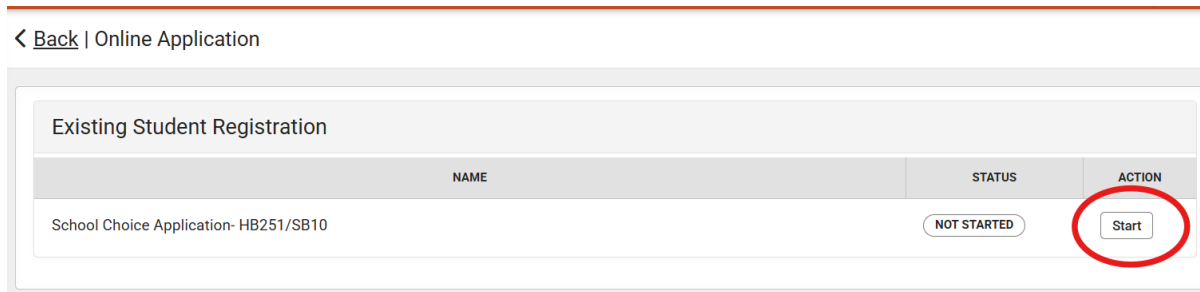 Back | Online Application
Existing Student Registration
NAME STATUS ACTION
School Choice Application- HB251/SB10 NOT STARTED Start